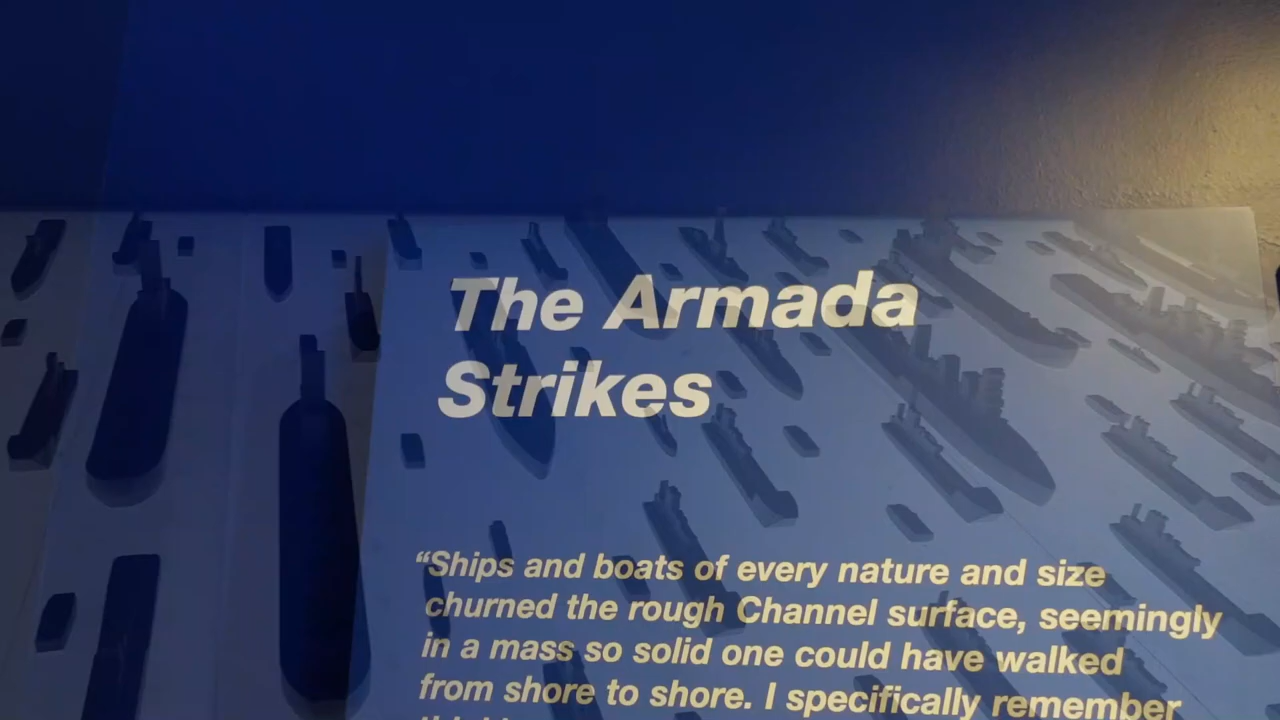 The Armada
Strikes
“Ships and boats of every nature and size
churned the rough Channel surface, seemingly
in a mass so solid one could have walked
from shore to shore. I specifically remember